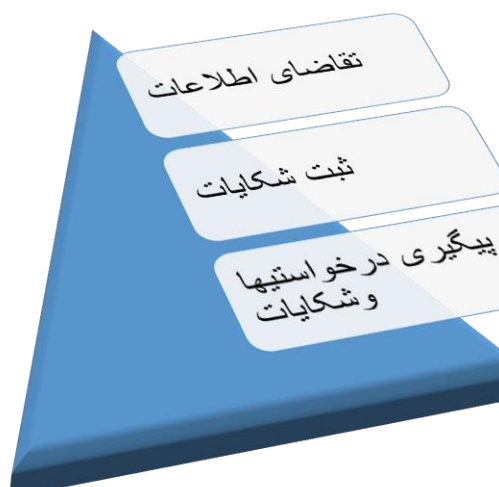 تقاضای اطلاعات
ثبت شکایات
پیگیری درخواستیها
وشکایات